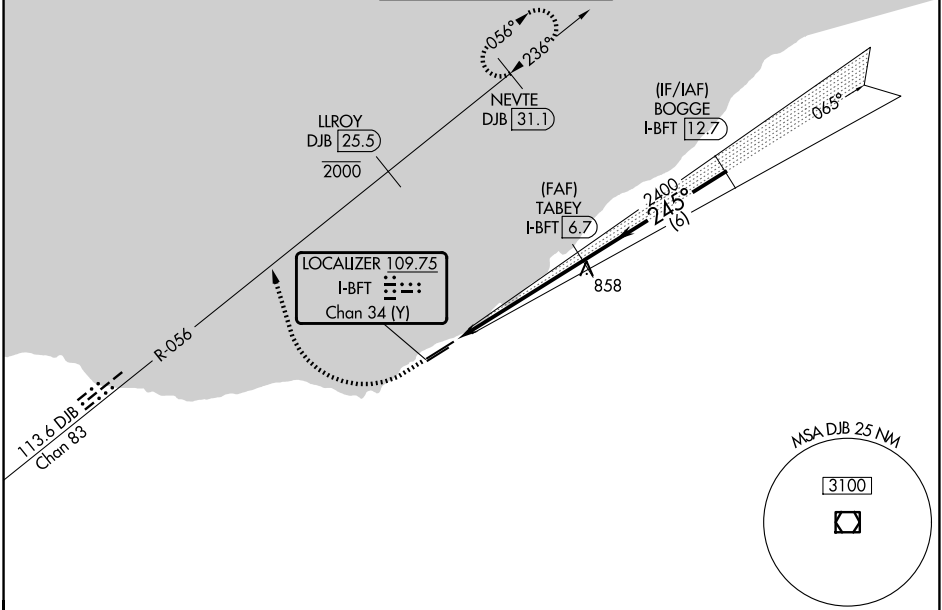 056°
236°
NEVTE
DJB 31.1
(IF/IAF)
BOGGE
I-BFT 12.7
065°
LLROY
DJB 25.5
2000
(FAF)
TABEY
I-BFT 6.7
2400
245°
(6)
858
LOCALIZER 109.75
I-BFT
Chan 34 (Y)
R-056
113.6 DJB
Chan 83
MSA DJB 25 NM
3100